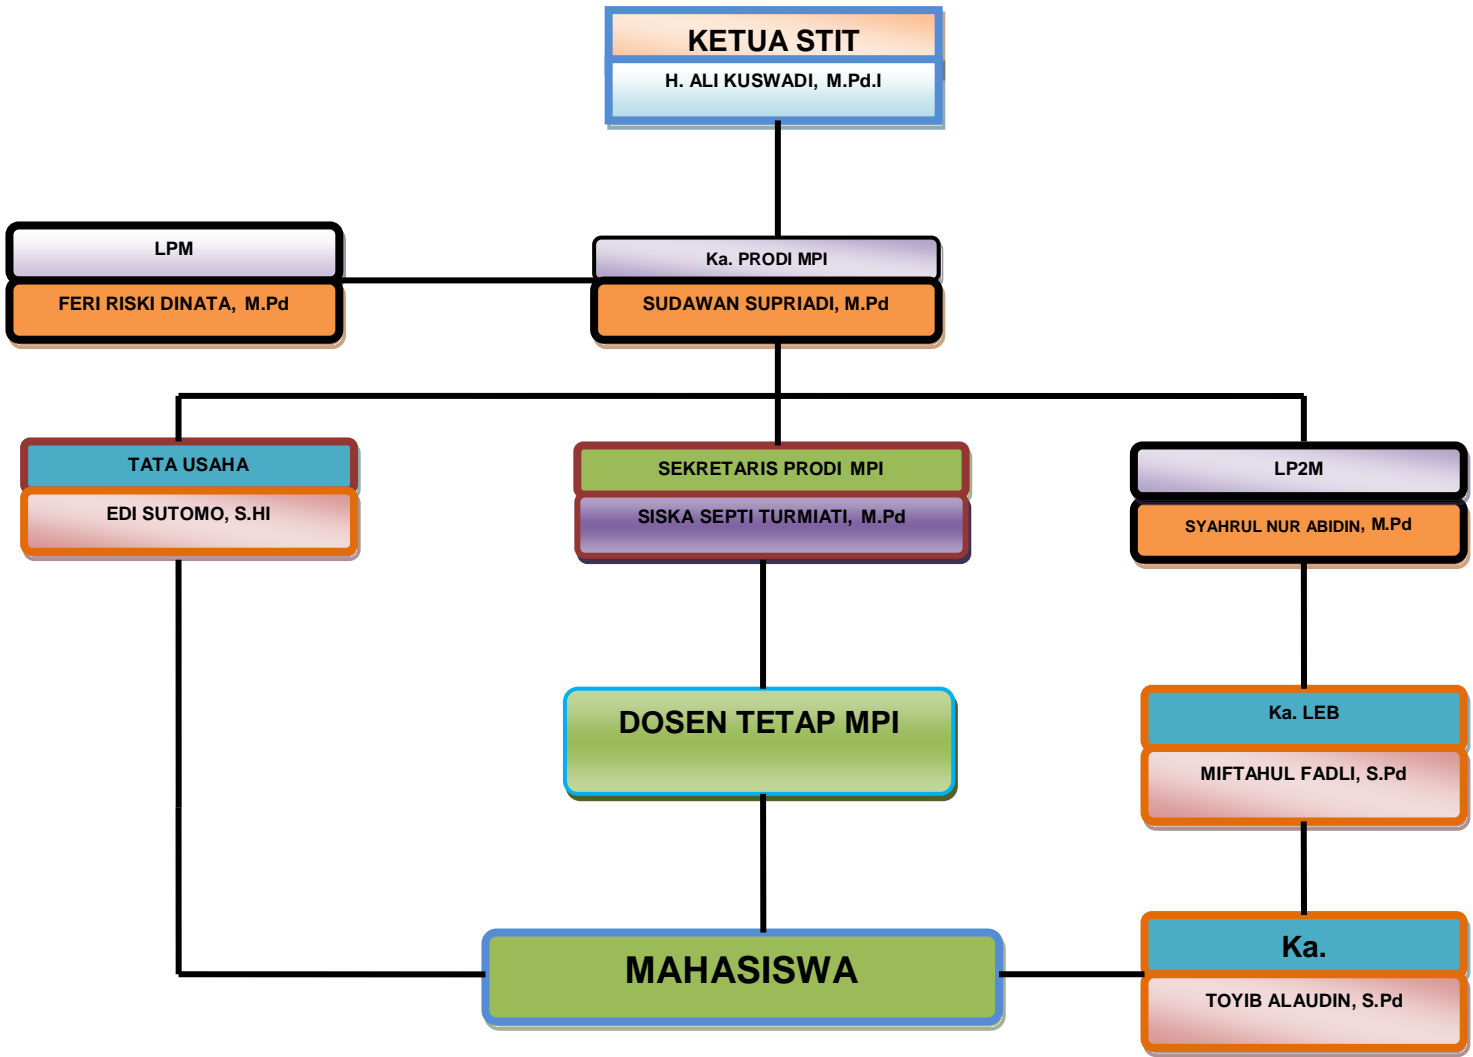 KETUA STIT
H. ALI KUSWADI, M.Pd.I
LPM
FERI RISKI DINATA, M.Pd
Ka. PRODI MPI
SUDAWAN SUPRIADI, M.Pd
TATA USAHA
EDI SUTOMO, S.HI
SEKRETARIS PRODI MPI
SISKA SEPTI TURMIATI, M.Pd
LP2M
SYAHRUL NUR ABIDIN, M.Pd
DOSEN TETAP MPI
Ka. LEB
MIFTAHUL FADLI, S.Pd
MAHASISWA
Ka.
TOYIB ALAUDIN, S.Pd